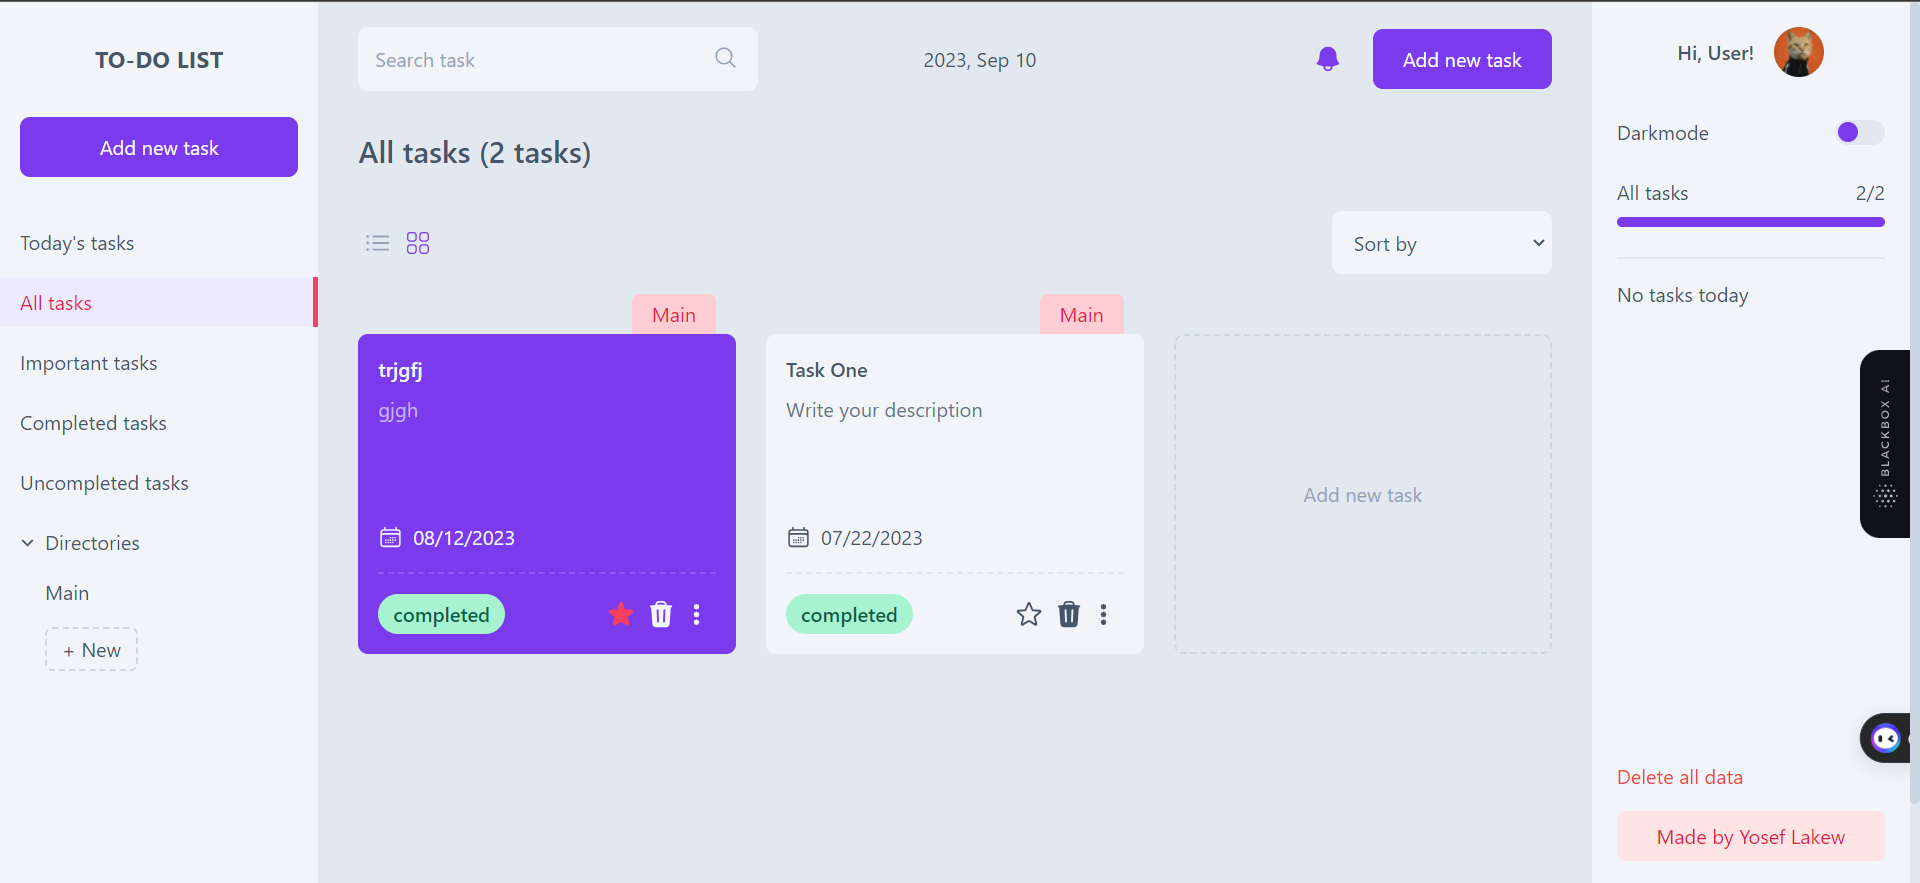 TO-DO LIST
Add new task
Today's tasks
All tasks
Important tasks
Completed tasks
Uncompleted tasks
Directories
Main
+ New
Search task
2023, Sep 10
Add new task
All tasks (2 tasks)
Sort by
Main
trjgfj
gjgh
08/12/2023
completed
Main
Task One
Write your description
07/22/2023
completed
Add new task
Hi, User!
Darkmode
All tasks 2/2
No tasks today
BLACKBOX AI
Delete all data
Made by Yosef Lakew